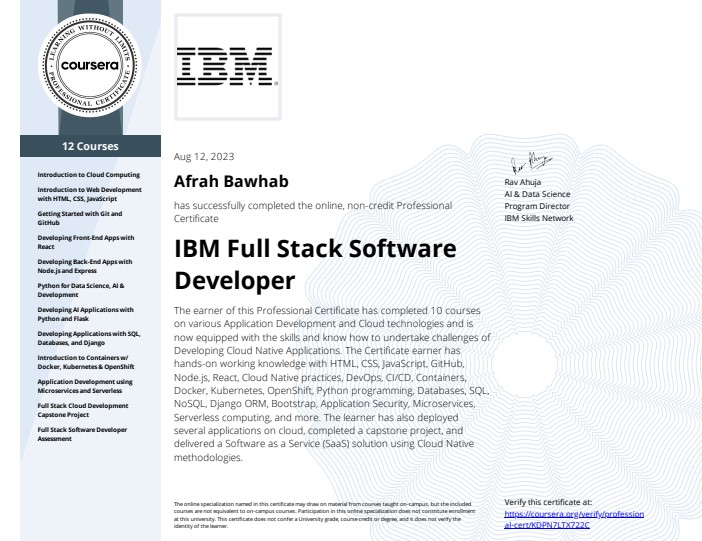 LEARNING WITHOUT LIMITS
coursera
PROFESSIONAL CERTIFICATE
12 Courses
Introduction to Cloud Computing
Introduction to Web Development
with HTML, CSS, JavaScript
Getting Started with Git and
GitHub
Developing Front-End Apps with
React
Developing Back-End Apps with
Node.js and Express
Python for Data Science, AI &
Development
Developing AI Applications with
Python and Flask
Developing Applications with SQL,
Databases, and Django
Introduction to Containers w/
Docker, Kubernetes & OpenShift
Application Development using
Microservices and Serverless
Full Stack Cloud Development
Capstone Project
Full Stack Software Developer
Assessment
IBM
Aug 12, 2023
Afrah Bawhab
has successfully completed the online, non-credit Professional
Certificate
IBM Full Stack Software
Developer
The earner of this Professional Certificate has completed 10 courses
on various Application Development and Cloud technologies and is
now equipped with the skills and know how to undertake challenges of
Developing Cloud Native Applications. The Certificate earner has
hands-on working knowledge with HTML, CSS, JavaScript, GitHub,
Node.js, React, Cloud Native practices, DevOps, CI/CD, Containers,
Docker, Kubernetes, OpenShift, Python programming, Databases, SQL,
NoSQL, Django ORM, Bootstrap, Application Security, Microservices,
Serverless computing, and more. The learner has also deployed
several applications on cloud, completed a capstone project, and
delivered a Software as a Service (SaaS) solution using Cloud Native
methodologies.
The online specialization named in this certificate may draw on material from courses taught on-campus, but the included
courses are not equivalent to on-campus courses. Participation in this online specialization does not constitute enrollment
at this university. This certificate does not confer a University grade, course credit or degree, and it does not verify the
identity of the learner.
Rav Ahuja
Rav Ahuja
AI & Data Science
Program Director
IBM Skills Network
Verify this certificate at:
https://coursera.org/verify/profession
al-cert/KDPN7LTX722C